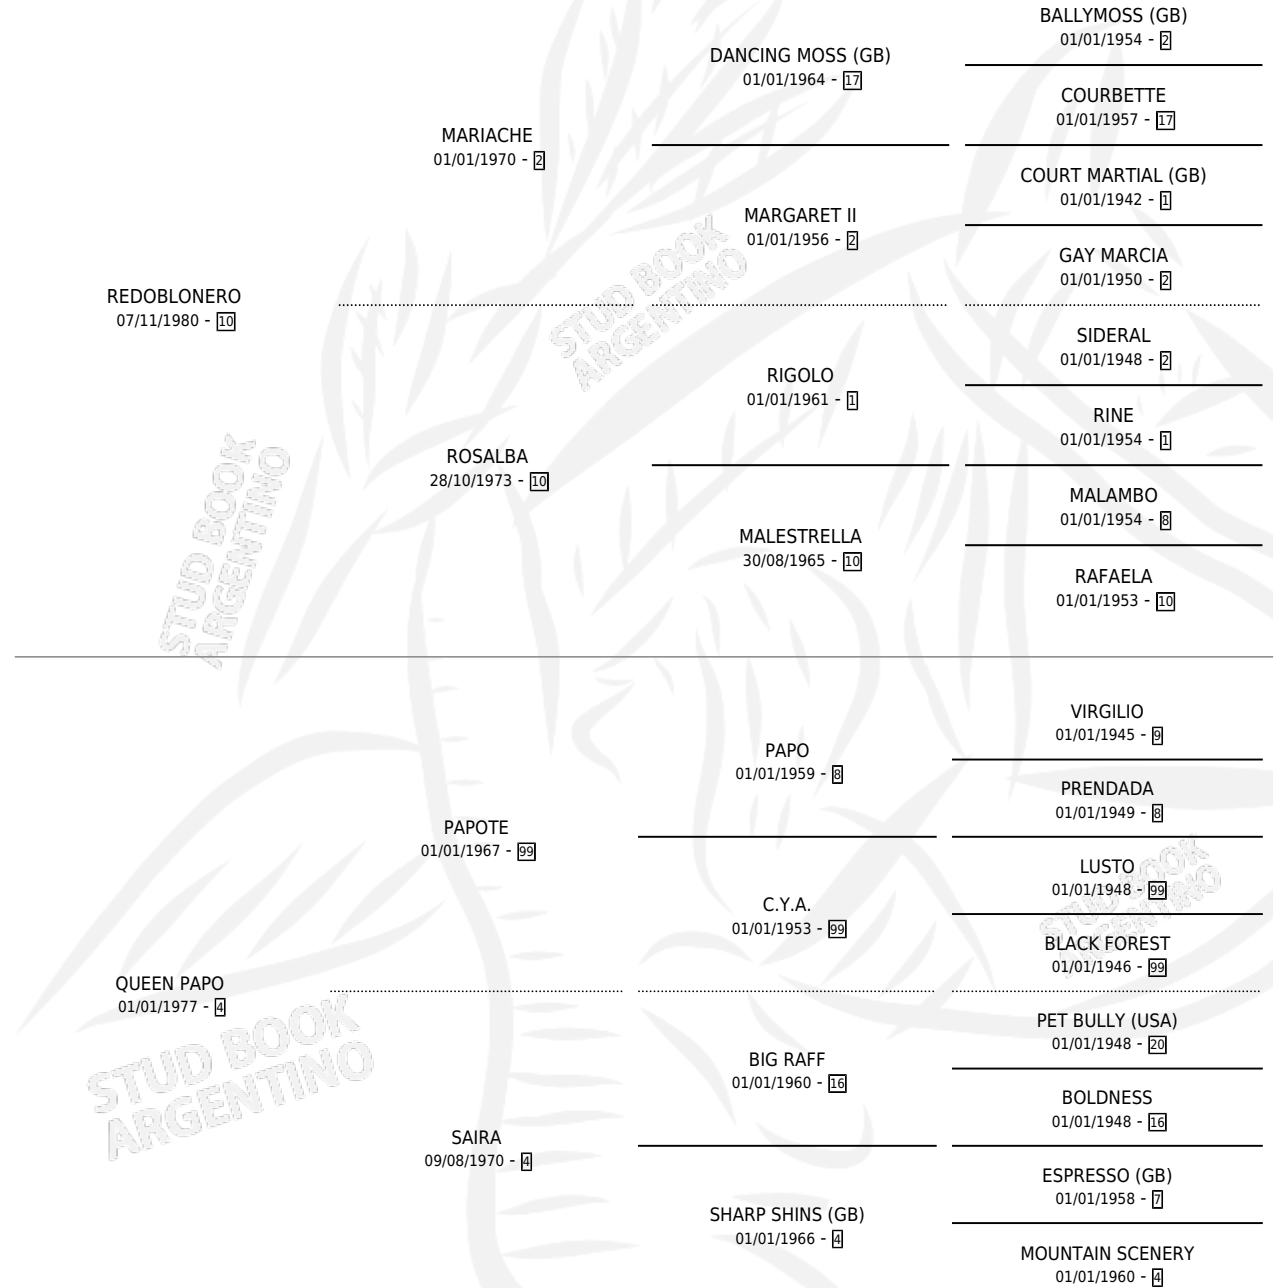 BALLYMOSS (GB)
01/01/1954 - 2
DANCING MOSS (GB)
01/01/1964 - 17
COURBETTE
01/01/1957 - 17
MARIACHE
01/01/1970 - 2
COURT MARTIAL (GB)
01/01/1942 - 1
MARGARET II
01/01/1956 - 2
GAY MARCIA
01/01/1950 - 2
REDOBLONERO
07/11/1980 - 10
STUD BOOK
ARGENTINO
SIDERAL
01/01/1948 - 2
RIGOLO
01/01/1961 - 1
RINE
01/01/1954 - 1
ROSALBA
28/10/1973 - 10
MALAMBO
01/01/1954 - 8
MALESTRELLA
30/08/1965 - 10
RAFAELA
01/01/1953 - 10
STUD BOOK
ARGENTINO
VIRGILIO
01/01/1945 - 9
PAPO
01/01/1959 - 8
PRENDADA
01/01/1949 - 8
PAPOTE
01/01/1967 - 99
LUSTO
01/01/1948 - 99
C.Y.A.
01/01/1953 - 99
STUD BOOK
ARGENTINO
BLACK FOREST
01/01/1946 - 99
QUEEN PAPO
01/01/1977 - 4
PET BULLY (USA)
01/01/1948 - 20
STUD BOOK
ARGENTINO
BIG RAFF
01/01/1960 - 16
BOLDNESS
01/01/1948 - 16
SAIRA
09/08/1970 - 4
ESPRESSO (GB)
01/01/1958 - 7
SHARP SHINS (GB)
01/01/1966 - 4
MOUNTAIN SCENERY
01/01/1960 - 4